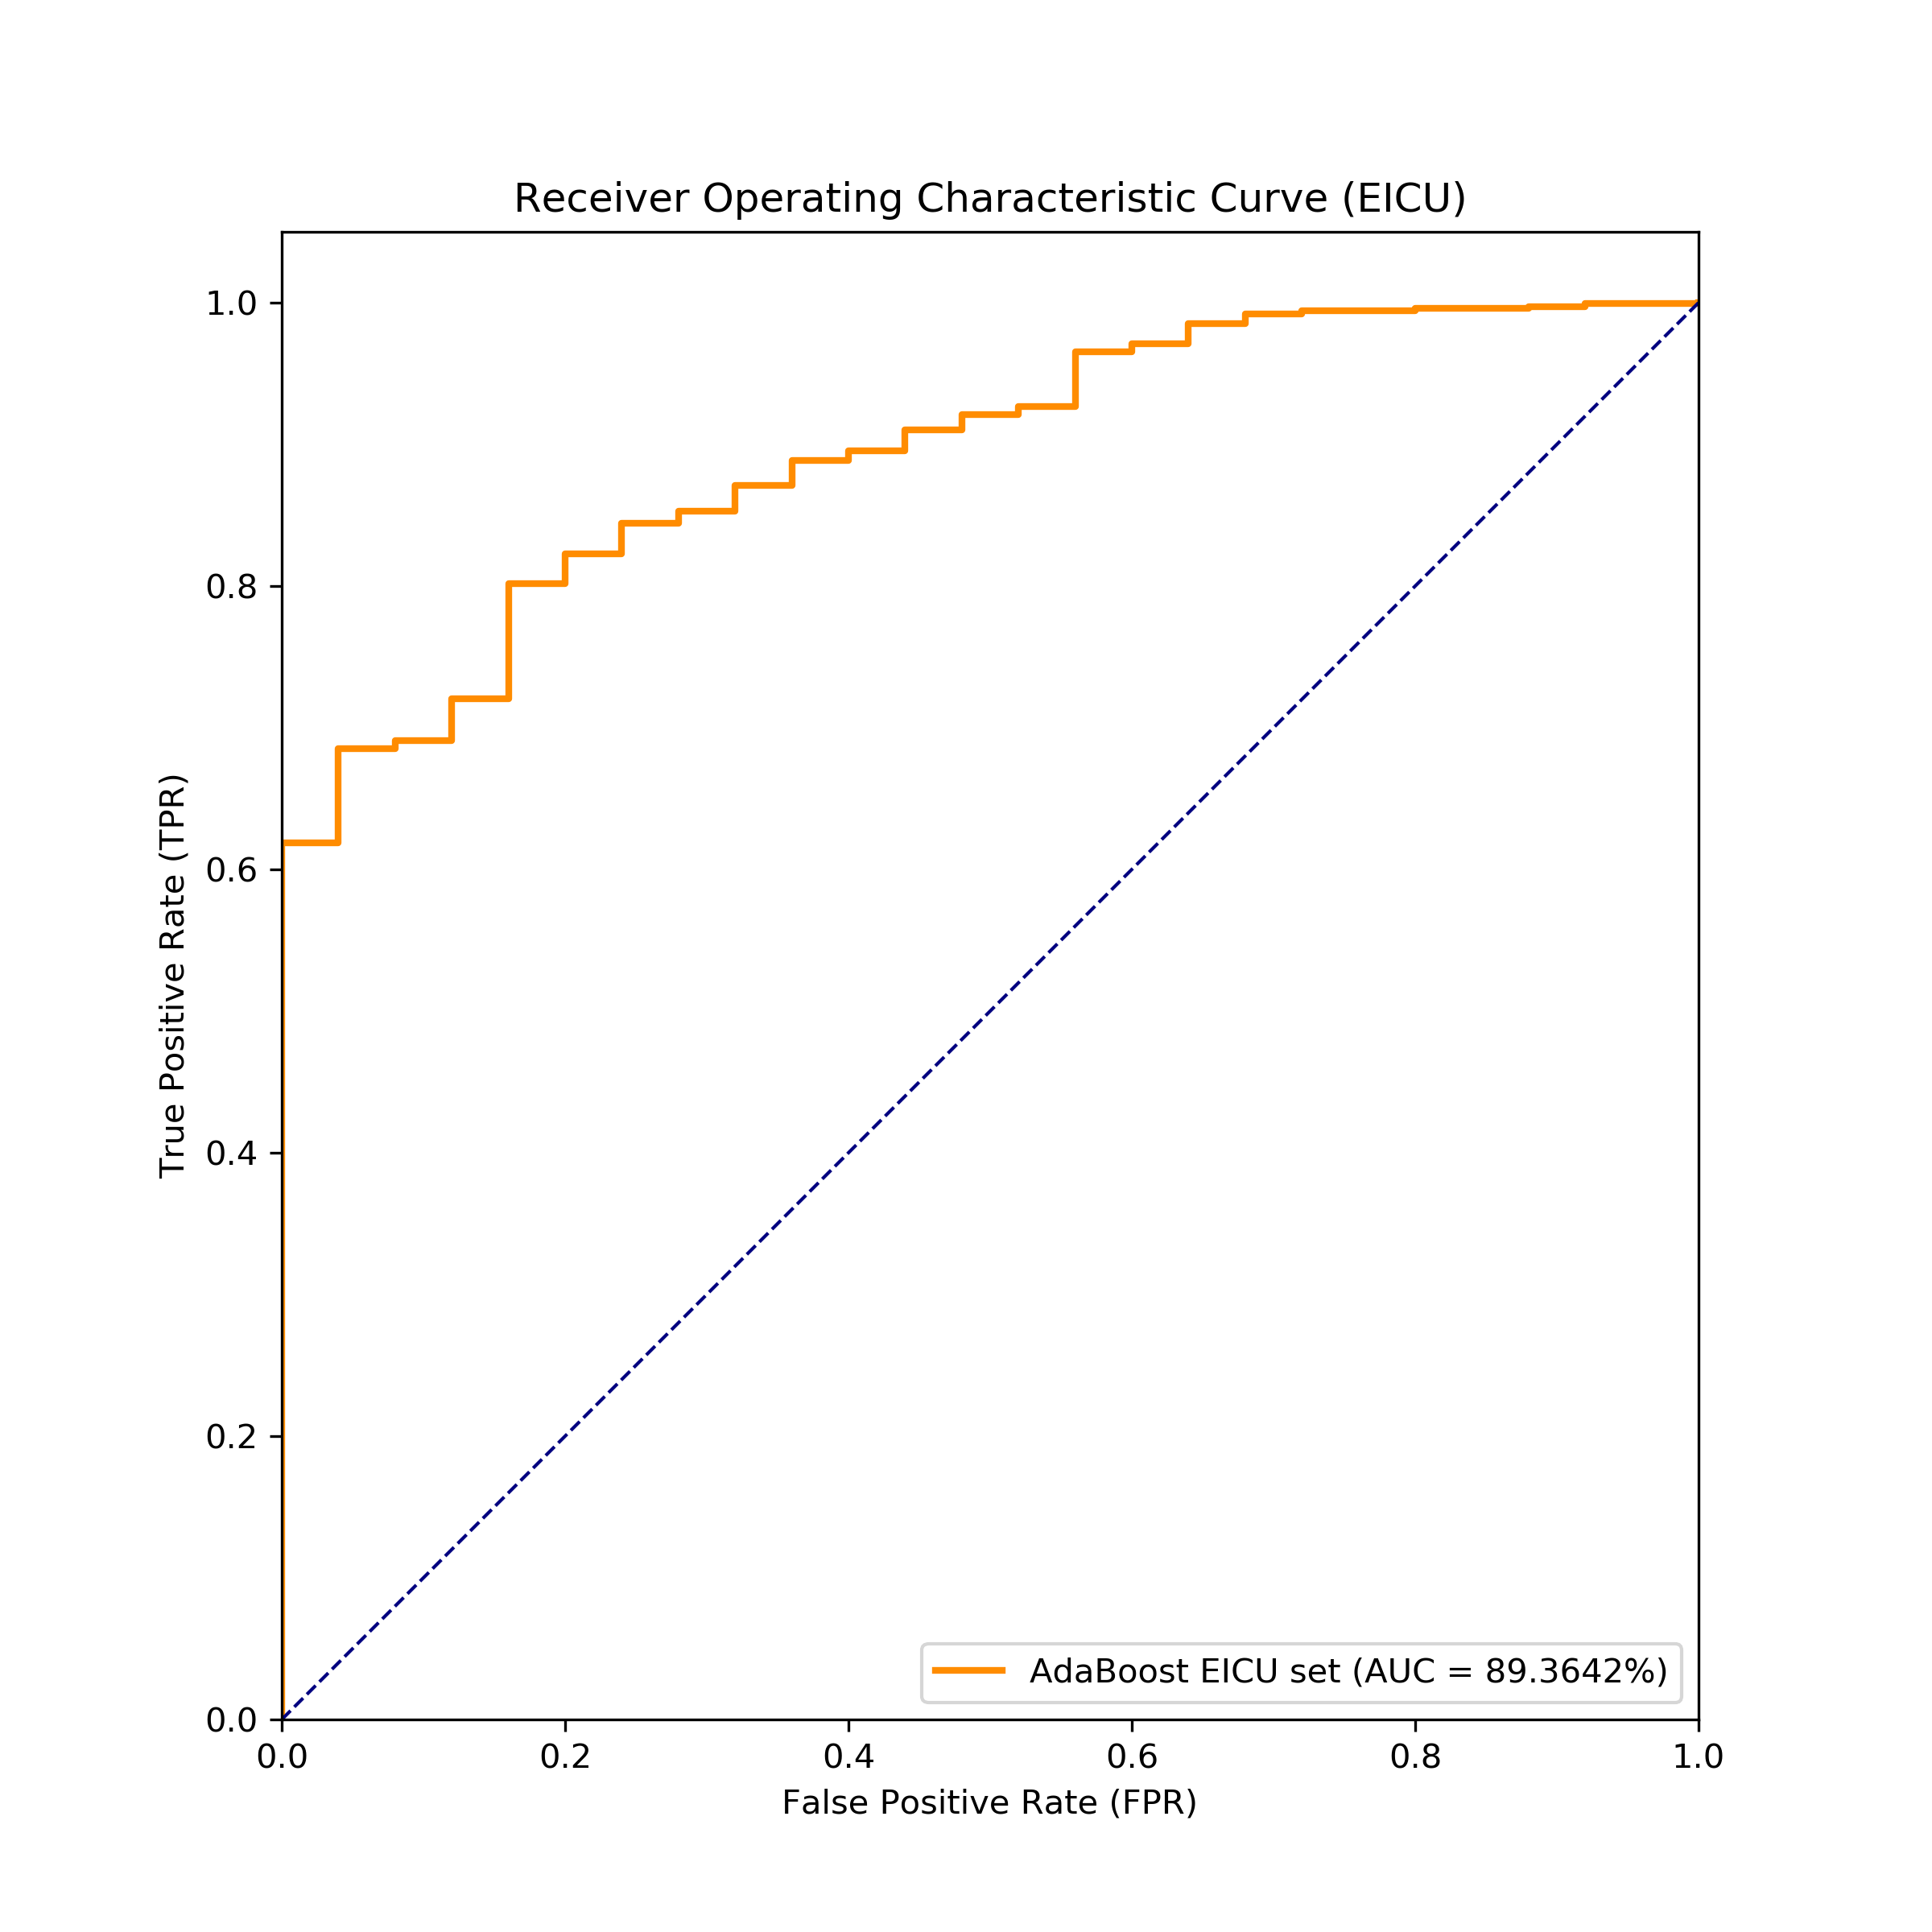 Receiver Operating Characteristic Curve (EICU)
1.0
0.8
0.6
0.4
0.2
0.0
True Positive Rate (TPR)
AdaBoost EICU set (AUC = 89.3642%)
0.0 0.2 0.4 0.6 0.8 1.0
False Positive Rate (FPR)